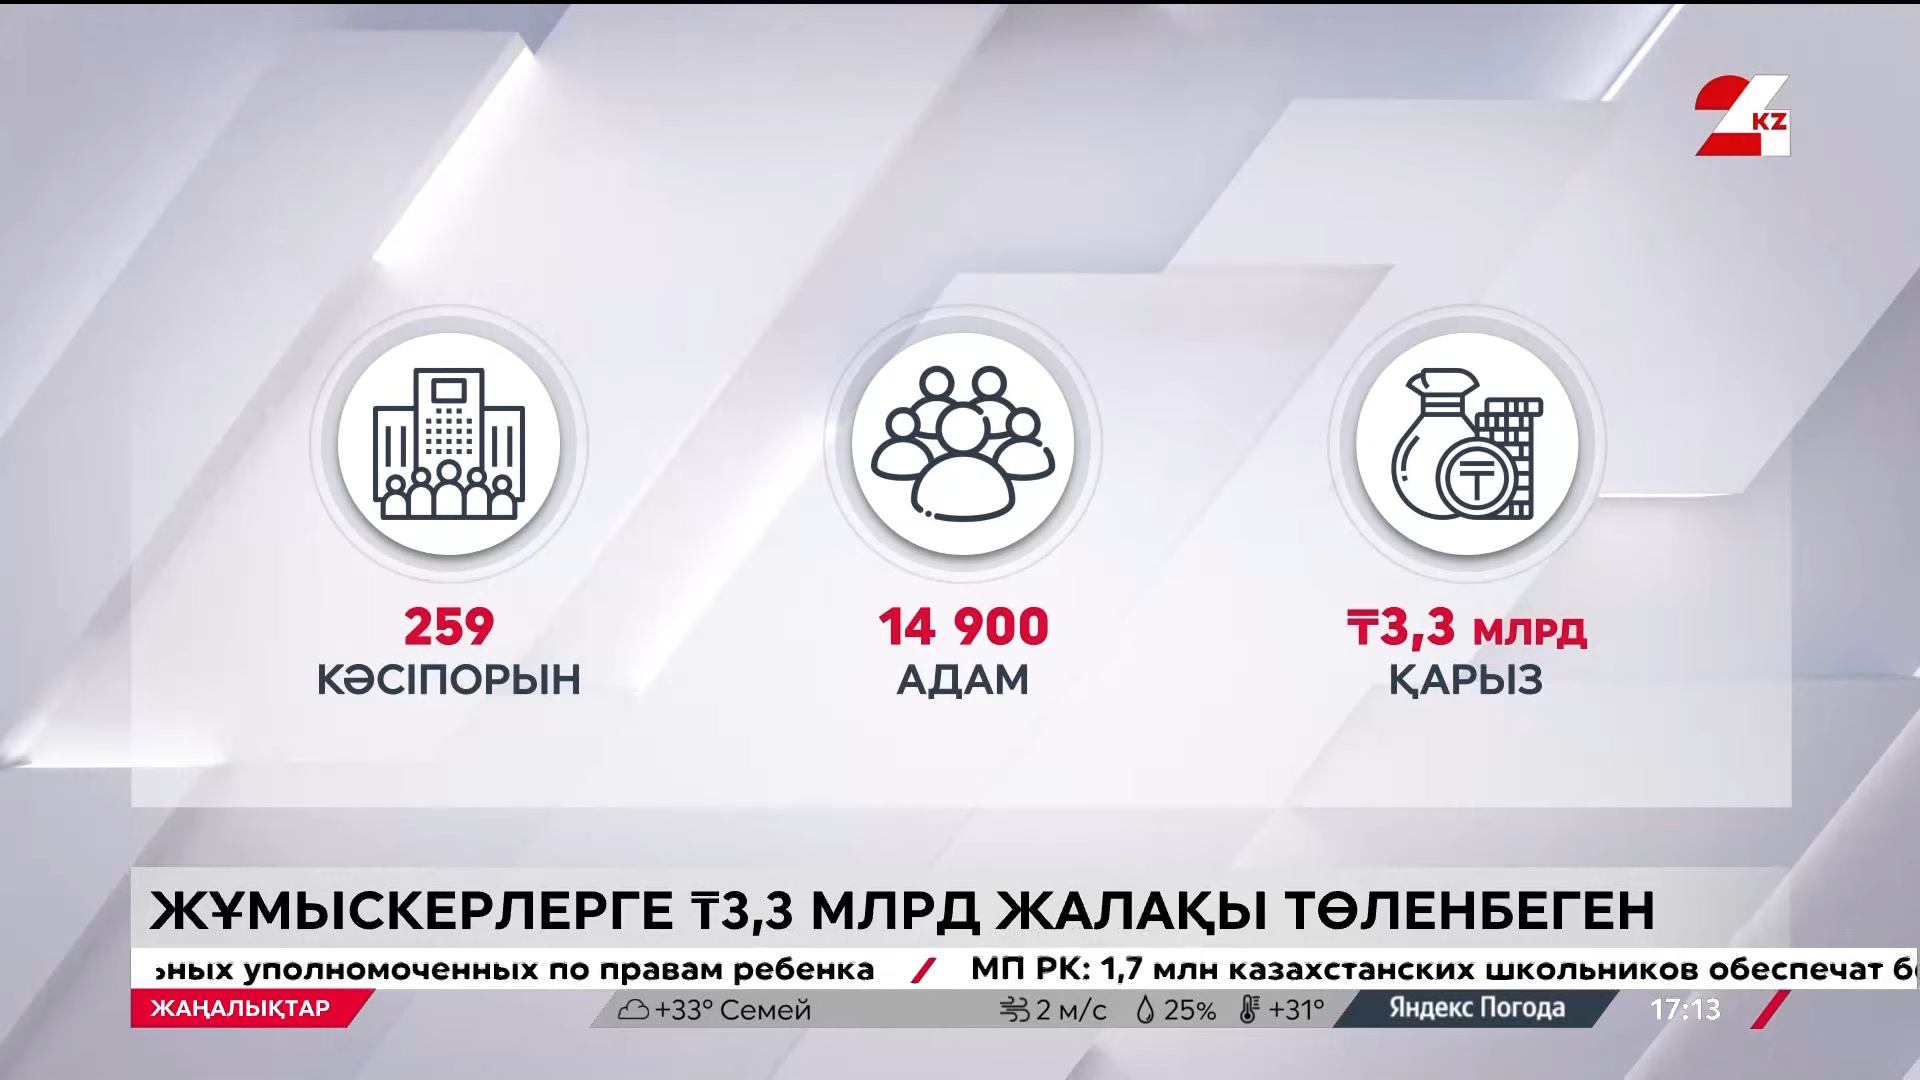 24 KZ
259
КӘСІПОРЫН
14 900
АДАМ
₸3,3 МЛРД
ҚАРЫЗ
ЖҰМЫСКЕРЛЕРГЕ ₸3,3 МЛРД ЖАЛАҚЫ ТӨЛЕНБЕГЕН
ьных уполномоченных по правам ребенка / МП РК: 1,7 млн казахстанских школьников обеспечат
ЖАҢАЛЫҚТАР +33° Семей 2 м/с 25% +31° Яндекс Погода 17:13